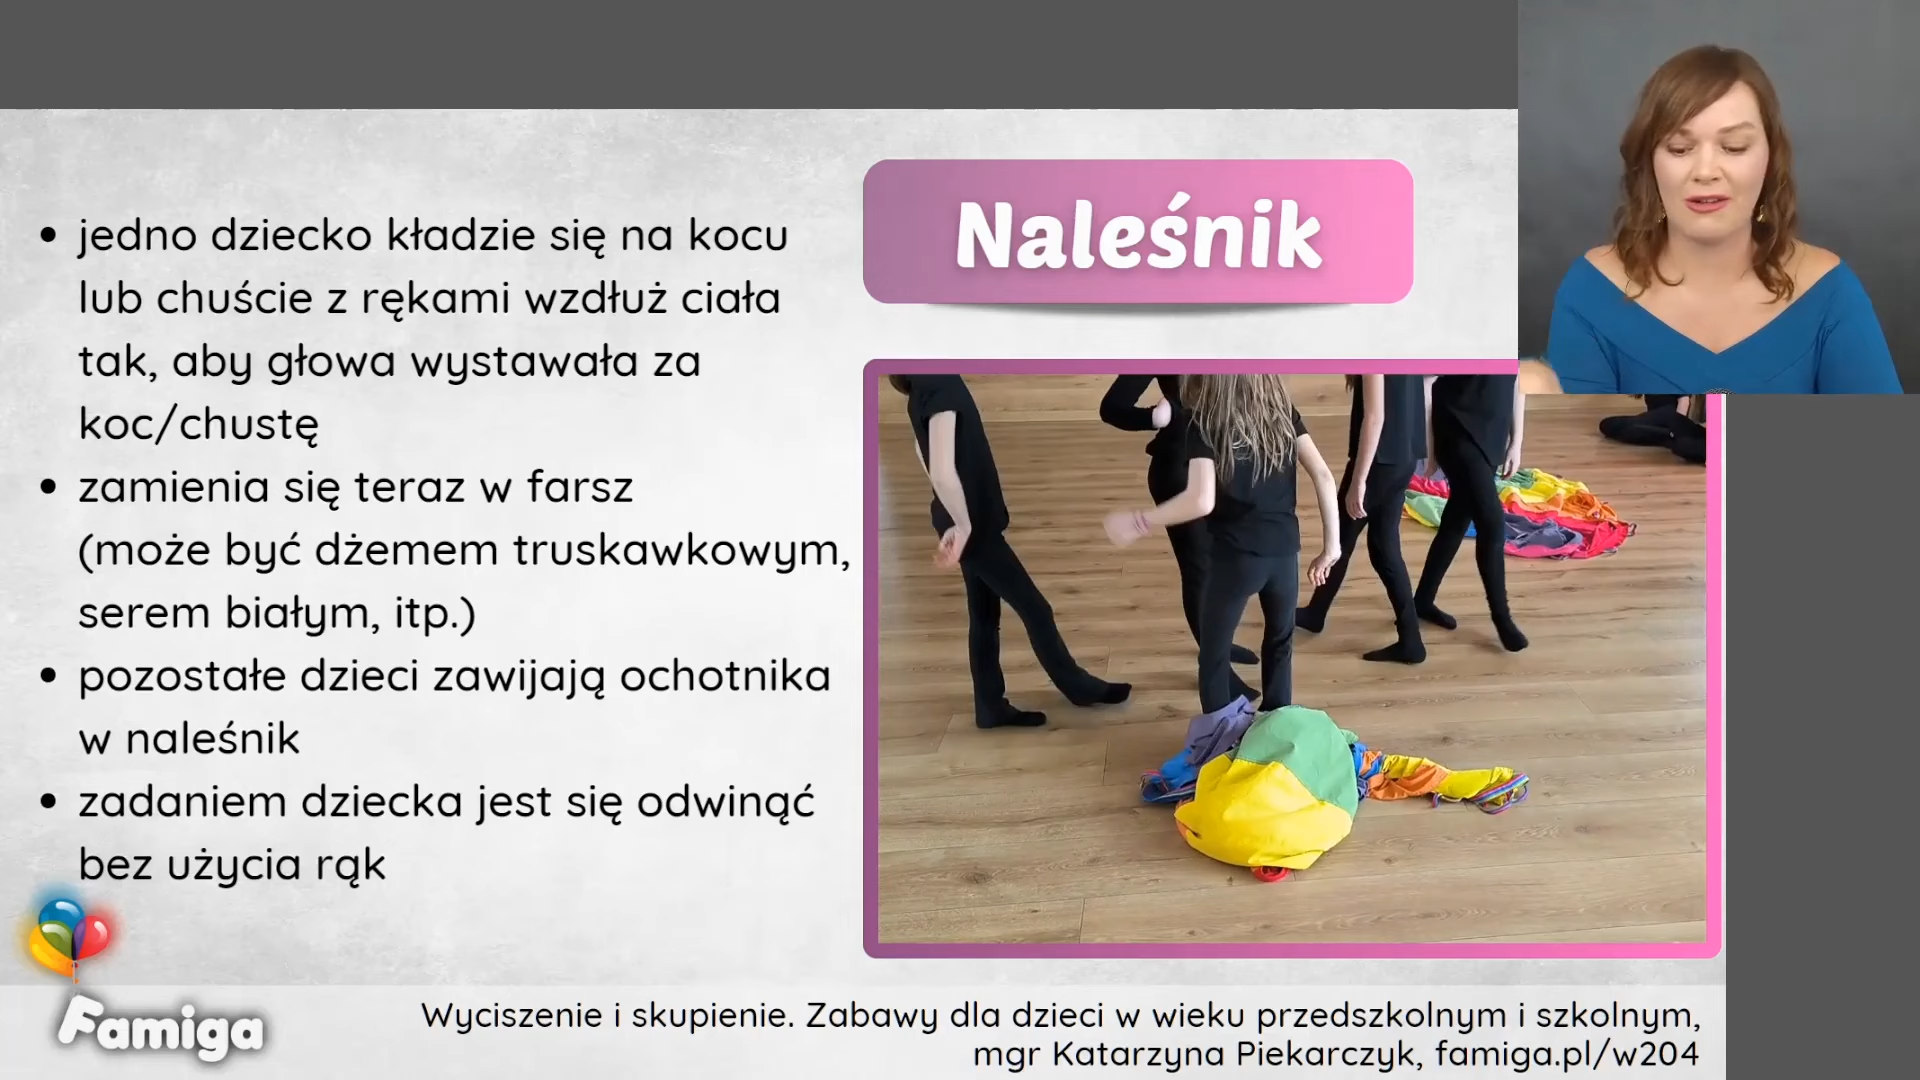 Naleśnik
• jedno dziecko kładzie się na kocu
lub chuście z rękami wzdłuż ciała
tak, aby głowa wystawała za
koc/chustę
• zamienia się teraz w farsz
(może być dżemem truskawkowym,
serem białym, itp.)
• pozostałe dzieci zawijają ochotnika
w naleśnik
• zadaniem dziecka jest się odwinąć
bez użycia rąk
Famiga
Wyciszenie i skupienie. Zabawy dla dzieci w wieku przedszkolnym i szkolnym,
mgr Katarzyna Piekarczyk, famiga.pl/w204